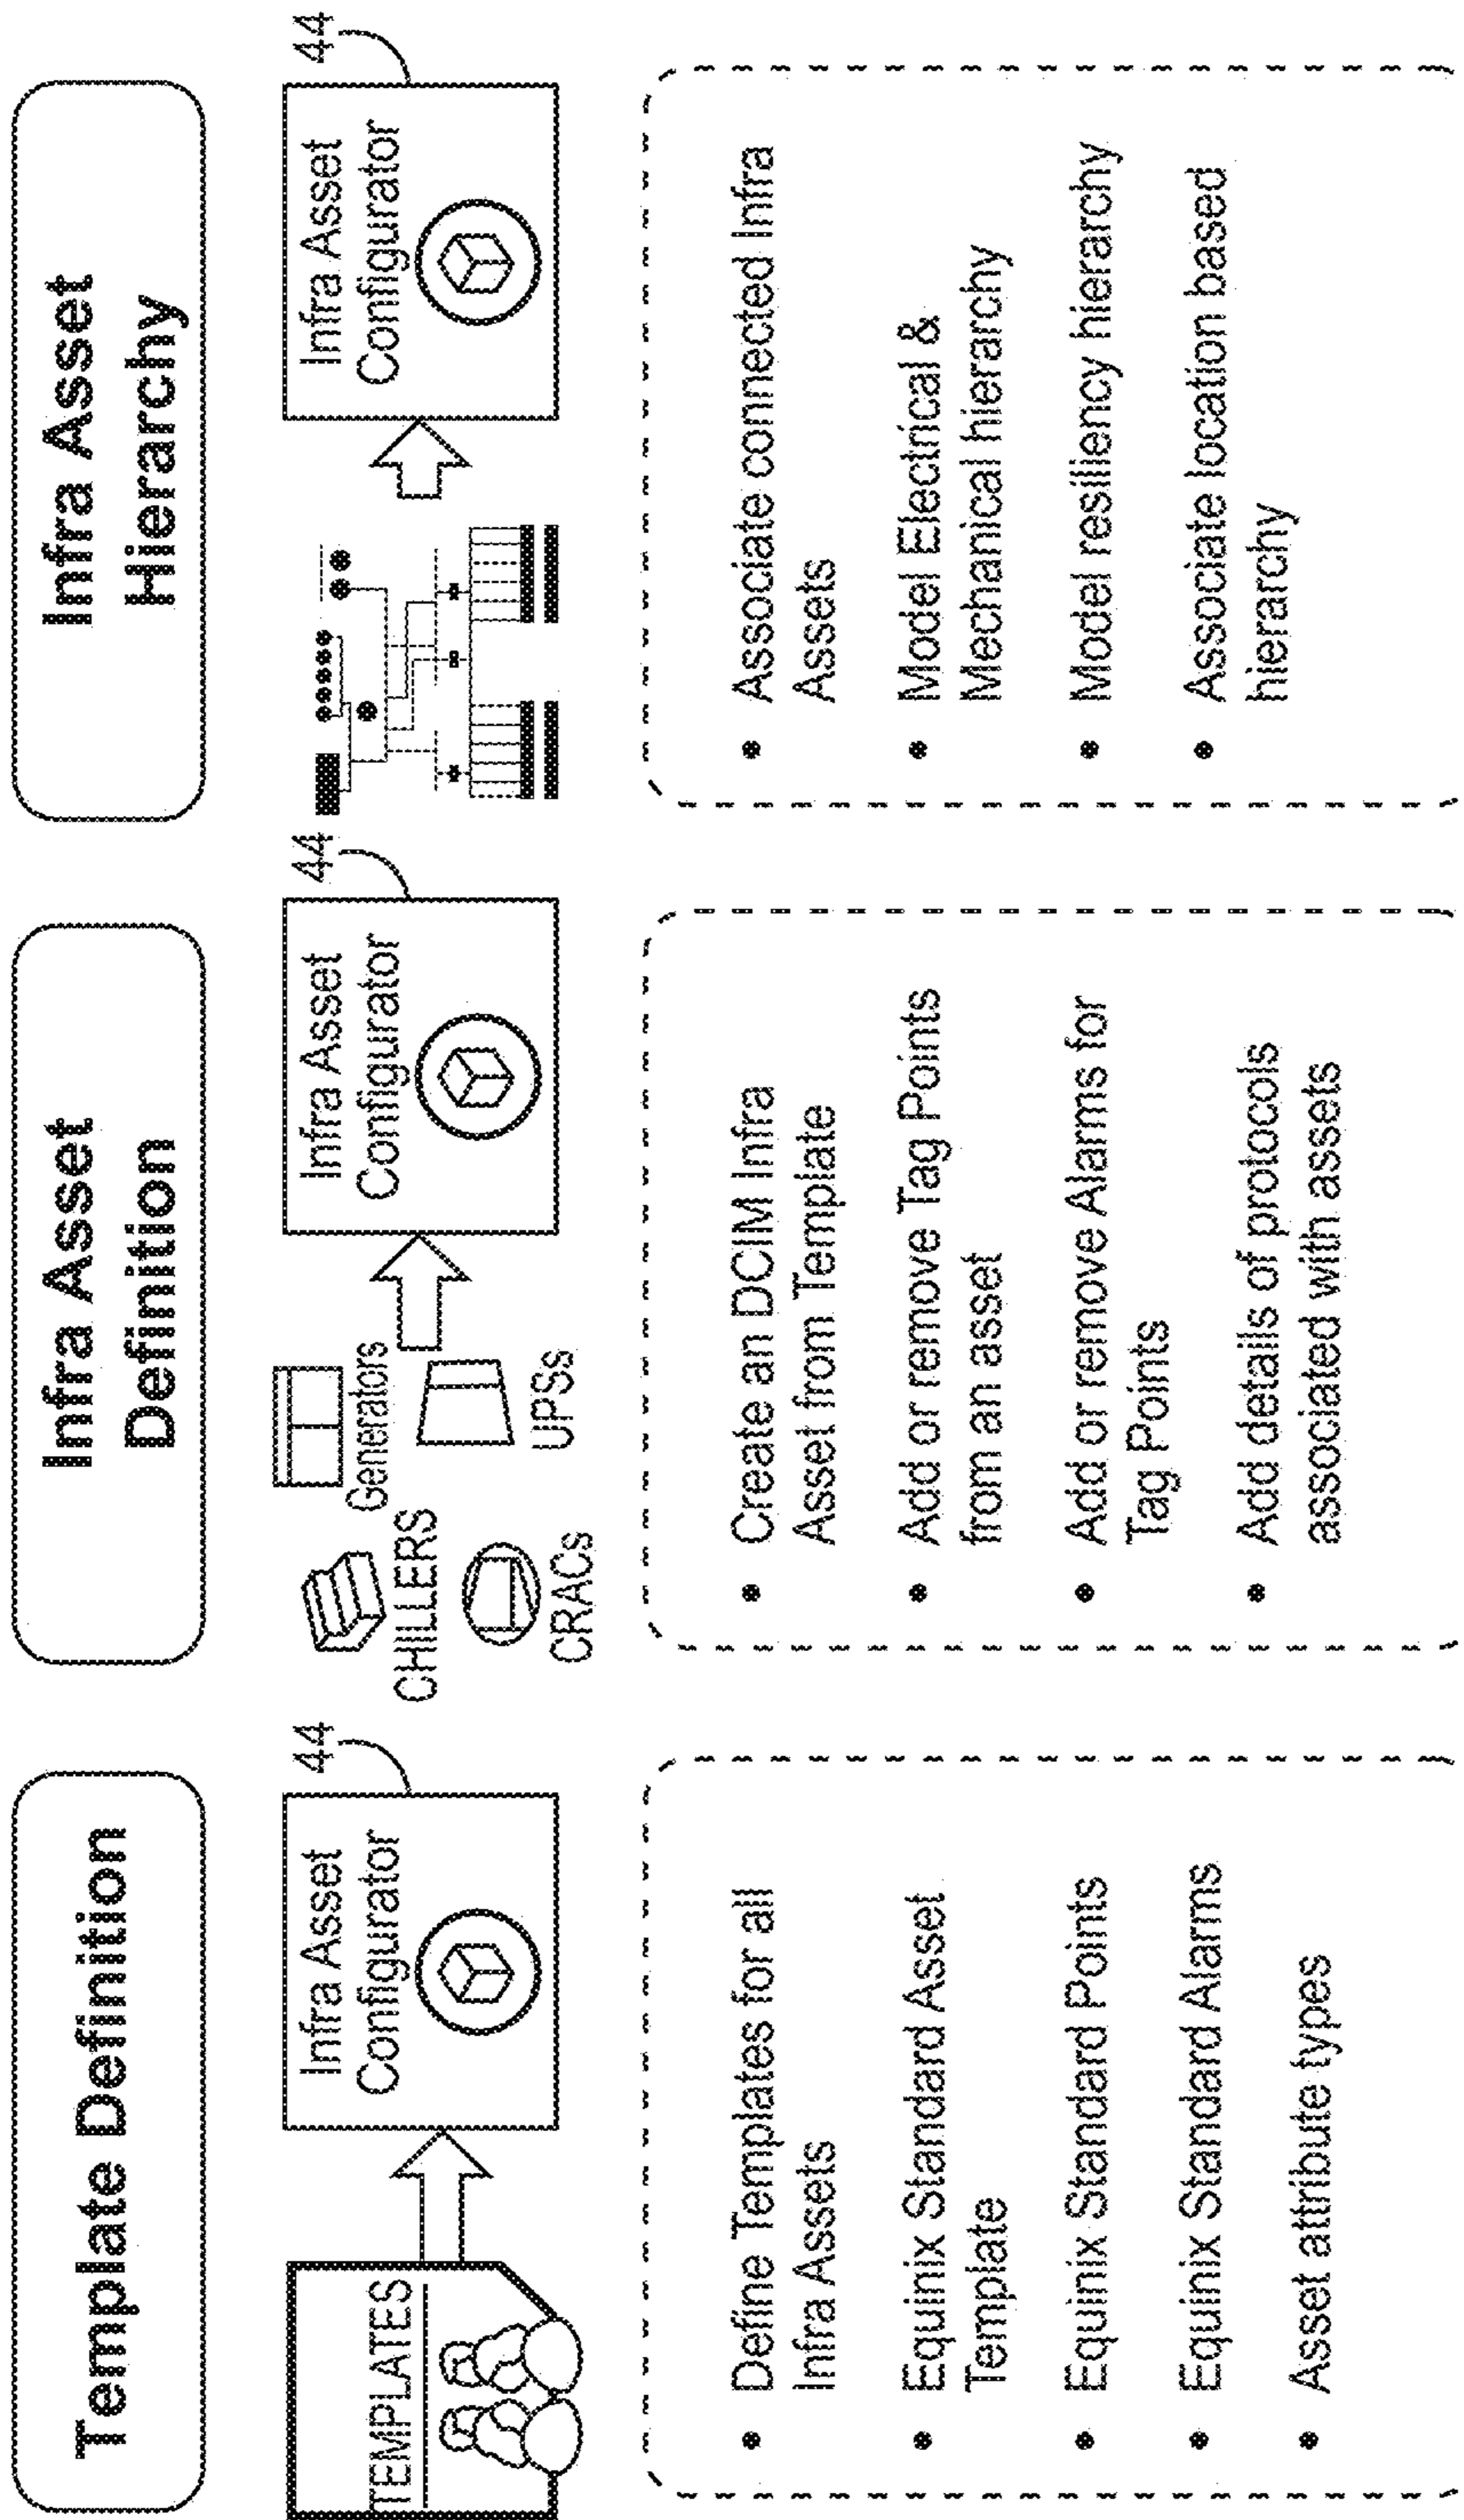 Template Definition
TEMPLATES
Infra Asset
Configurator
44
• Define Templates for all
Infra Assets
• Equinix Standard Asset
Template
• Equinix Standard Points
• Equinix Standard Alarms
• Asset attribute types
Infra Asset
Definition
CHILLERS
Generators
CRACs
UPSs
Infra Asset
Configurator
44
• Create an DCIM Infra
Asset from Template
• Add or remove Tag Points
from an asset
• Add or remove Alarms for
Tag Points
• Add details of protocols
associated with assets
Infra Asset
Hierarchy
Infra Asset
Configurator
44
• Associate connected Infra
Assets
• Model Electrical &
Mechanical hierarchy
• Model resiliency hierarchy
• Associate location based
hierarchy